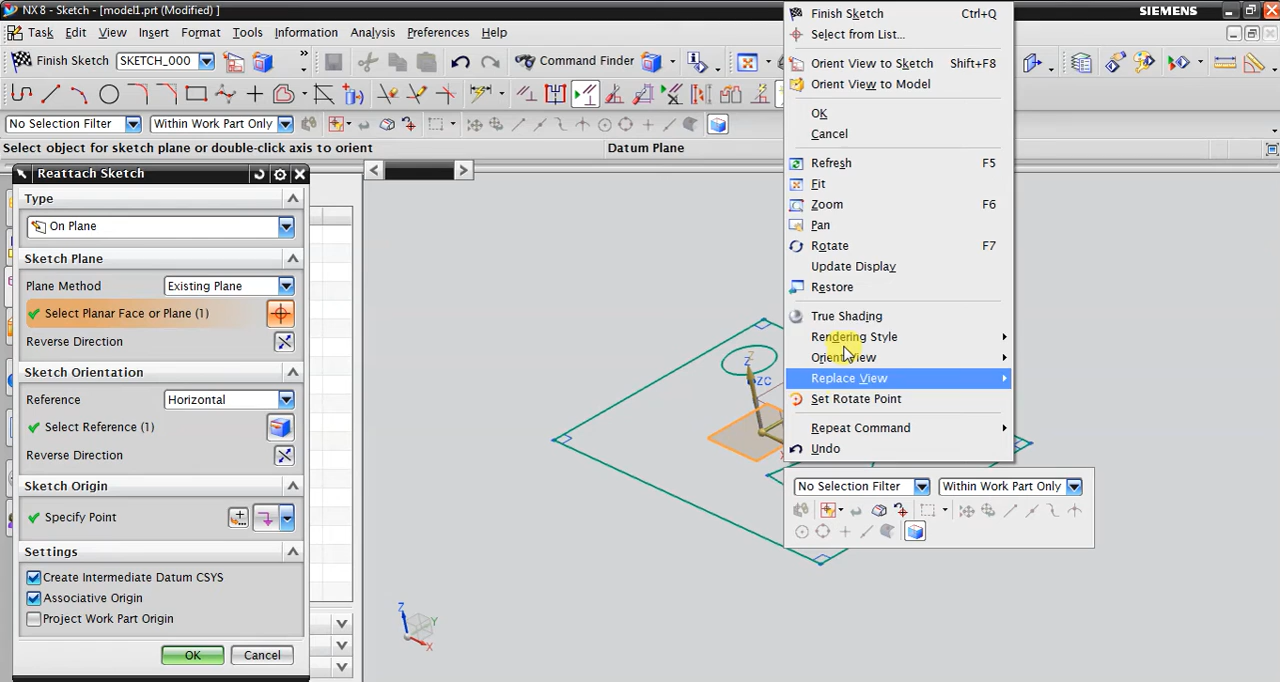 NX 8 - Sketch - [model1.prt (Modified) ]
SIEMENS
Task Edit View Insert Format Tools Information Analysis Preferences Help
Finish Sketch SKETCH_000 Command Finder
No Selection Filter Within Work Part Only
Select object for sketch plane or double-click axis to orient Datum Plane
Reattach Sketch
Type
On Plane
Sketch Plane
Plane Method Existing Plane
Select Planar Face or Plane (1)
Reverse Direction
Sketch Orientation
Reference Horizontal
Select Reference (1)
Reverse Direction
Sketch Origin
Specify Point
Settings
Create Intermediate Datum CSYS
Associative Origin
Project Work Part Origin
OK Cancel
Z
Z
ZC
Z
Y
X
Finish Sketch Ctrl+Q
Select from List...
Orient View to Sketch Shift+F8
Orient View to Model
OK
Cancel
Refresh F5
Fit
Zoom F6
Pan
Rotate F7
Update Display
Restore
True Shading
Rendering Style
Orient View
Replace View
Set Rotate Point
Repeat Command
Undo
No Selection Filter Within Work Part Only